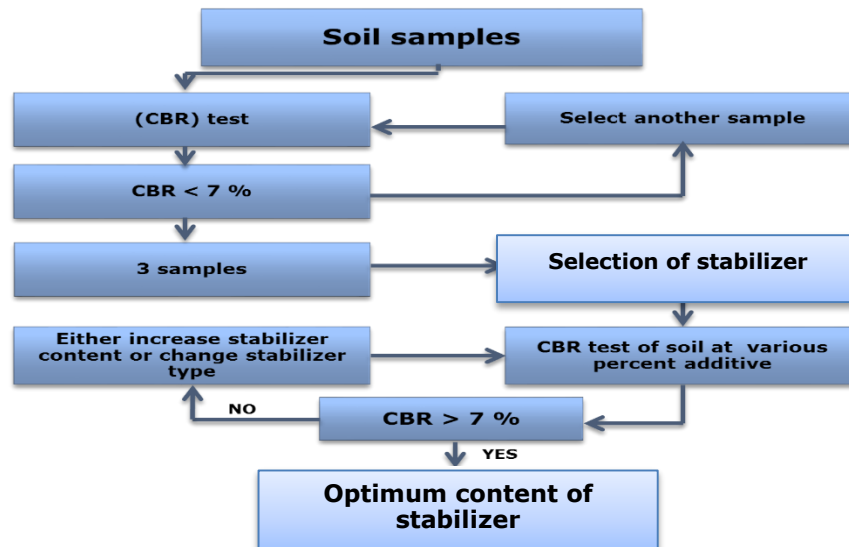 Soil samples
(CBR) test
Select another sample
CBR < 7 %
3 samples
Selection of stabilizer
Either increase stabilizer
content or change stabilizer
type
CBR test of soil at various
percent additive
NO
CBR > 7 %
YES
Optimum content of
stabilizer